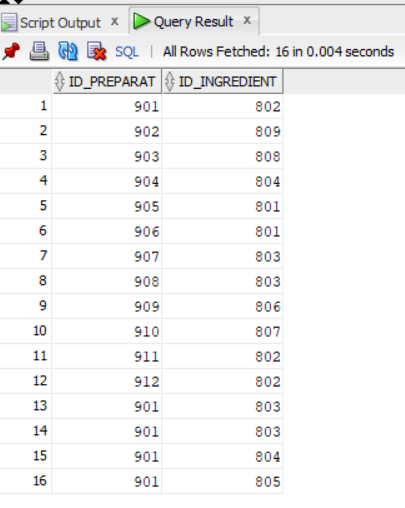 Script Output x Query Result x
SQL | All Rows Fetched: 16 in 0.004 seconds
ID_PREPARAT ID_INGREDIENT
1 901 802
2 902 809
3 903 808
4 904 804
5 905 801
6 906 801
7 907 803
8 908 803
9 909 806
10 910 807
11 911 802
12 912 802
13 901 803
14 901 803
15 901 804
16 901 805